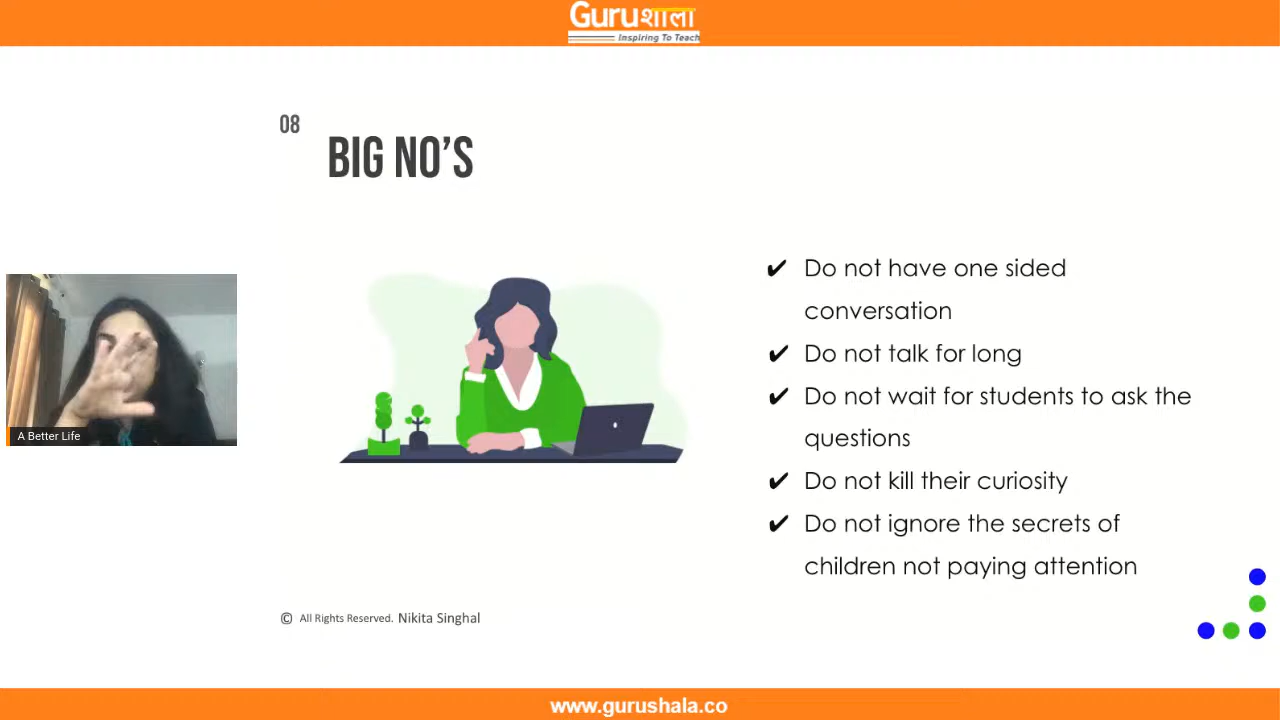 Guruशाला
Inspiring To Teach
08
BIG NO’S
✔ Do not have one sided
conversation
✔ Do not talk for long
✔ Do not wait for students to ask the
questions
✔ Do not kill their curiosity
✔ Do not ignore the secrets of
children not paying attention
A Better Life
© All Rights Reserved. Nikita Singhal
www.gurushala.co